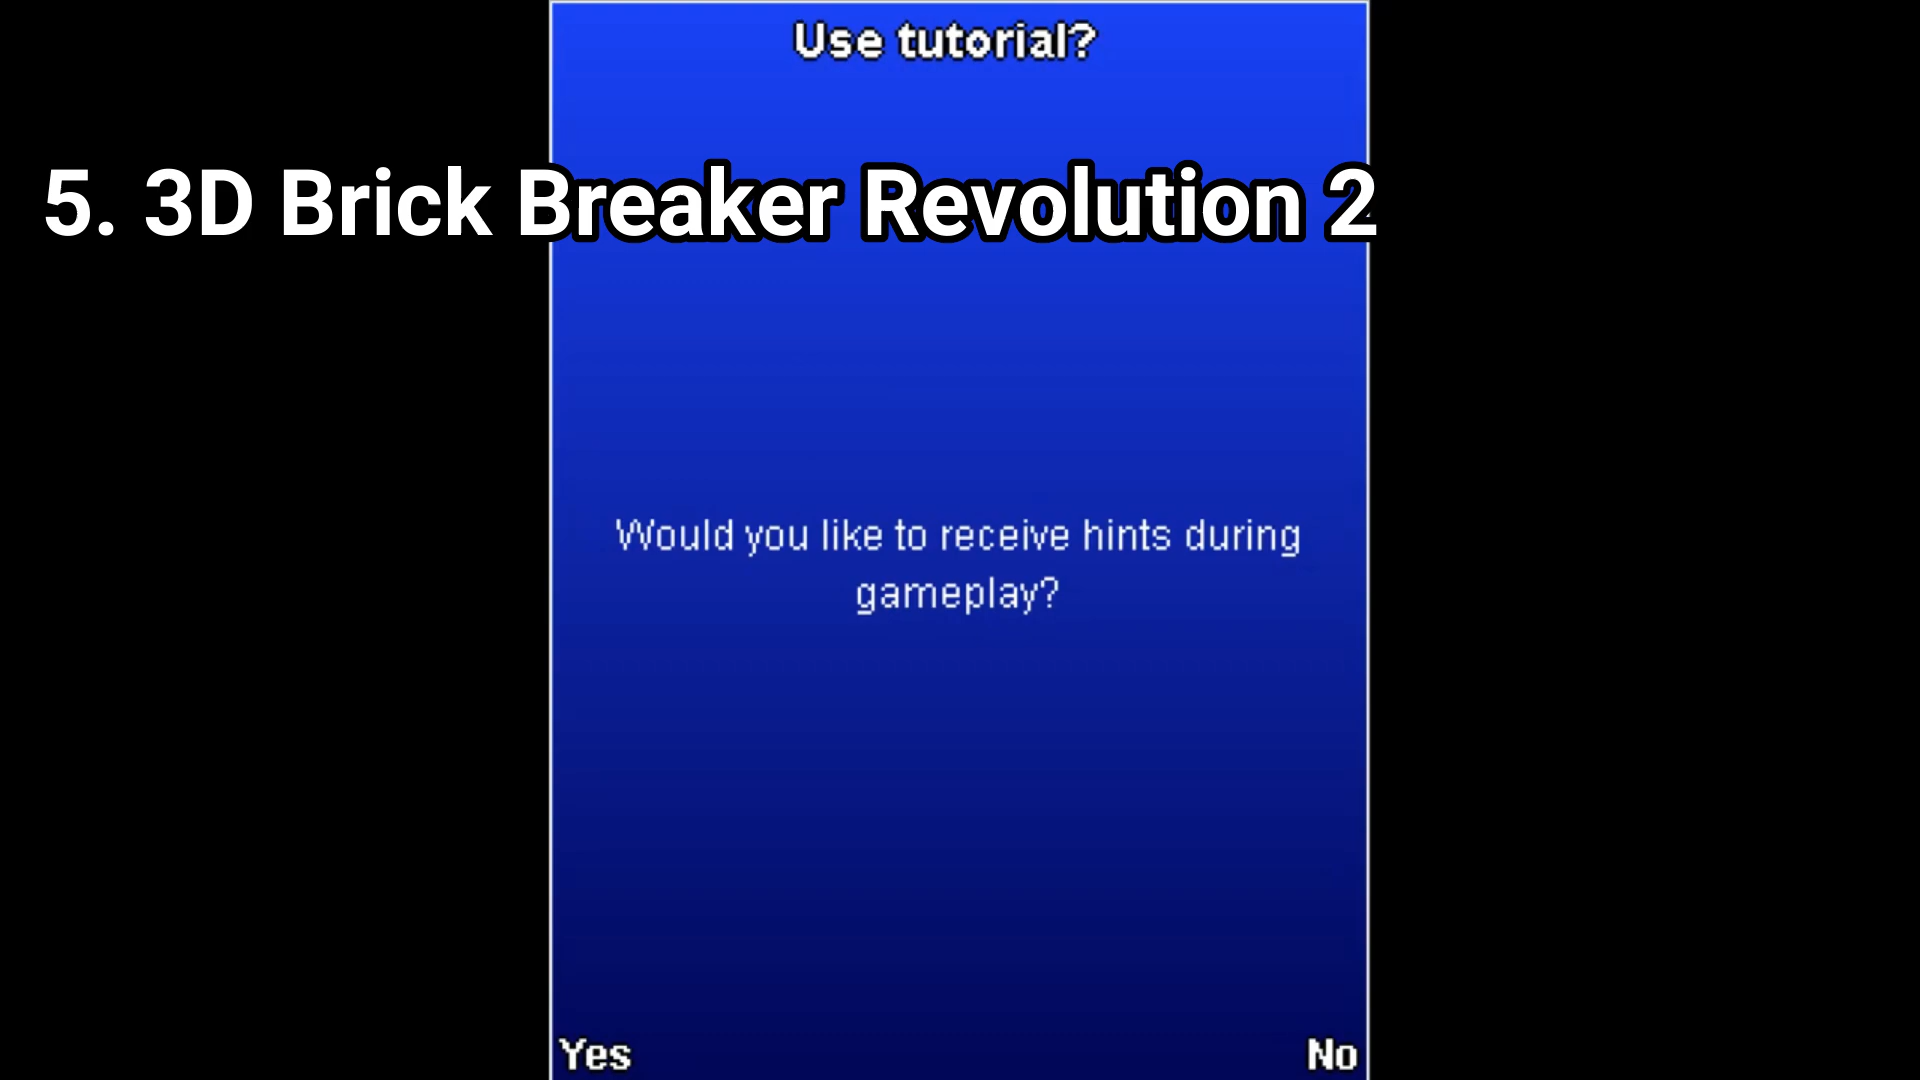 Use tutorial?
5. 3D Brick Breaker Revolution 2
Would you like to receive hints during
gameplay?
Yes
No